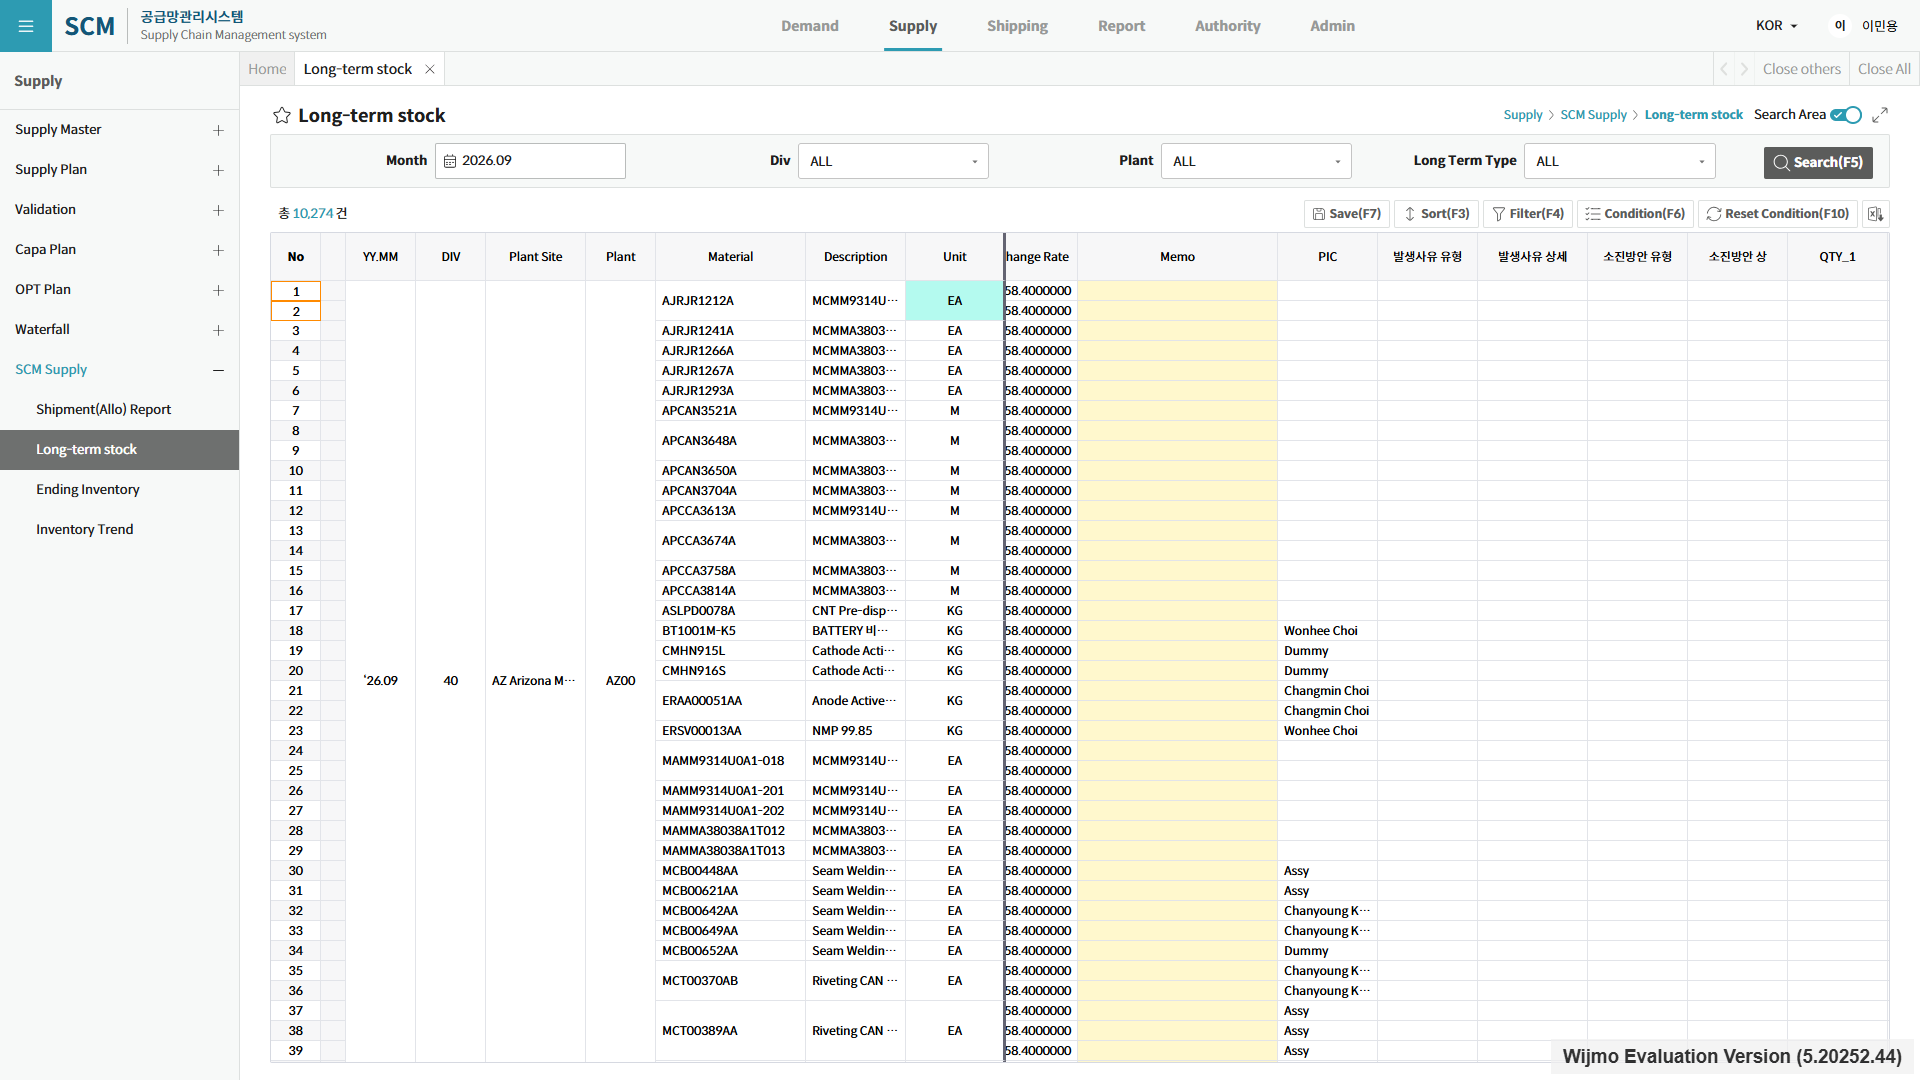 SCM
공급망관리시스템
Supply Chain Management system
Demand
Supply
Shipping
Report
Authority
Admin
KOR
이
이민용
Supply
Home
Long-term stock
Close others
Close All
Supply Master
Supply Plan
Validation
Capa Plan
OPT Plan
Waterfall
SCM Supply
Shipment(Allo) Report
Long-term stock
Ending Inventory
Inventory Trend
Long-term stock
Supply > SCM Supply > Long-term stock
Search Area
Month 2026.09
Div ALL
Plant ALL
Long Term Type ALL
Search(F5)
총 10,274 건
Save(F7)
Sort(F3)
Filter(F4)
Condition(F6)
Reset Condition(F10)
No YY.MM DIV Plant Site Plant Material Description Unit hange Rate Memo PIC 발생사유 유형 발생사유 상세 소진방안 유형 소진방안 상 QTY_1
'26.09 40 AZ Arizona M··· AZ00
1 AJRJR1212A MCMM9314U··· EA 58.4000000
2 58.4000000
3 AJRJR1241A MCMMA3803··· EA 58.4000000
4 AJRJR1266A MCMMA3803··· EA 58.4000000
5 AJRJR1267A MCMMA3803··· EA 58.4000000
6 AJRJR1293A MCMMA3803··· EA 58.4000000
7 APCAN3521A MCMM9314U··· M 58.4000000
8 APCAN3648A MCMMA3803··· M 58.4000000
9 58.4000000
10 APCAN3650A MCMMA3803··· M 58.4000000
11 APCAN3704A MCMMA3803··· M 58.4000000
12 APCCA3613A MCMM9314U··· M 58.4000000
13 APCCA3674A MCMMA3803··· M 58.4000000
14 58.4000000
15 APCCA3758A MCMMA3803··· M 58.4000000
16 APCCA3814A MCMMA3803··· M 58.4000000
17 ASLPD0078A CNT Pre-disp··· KG 58.4000000
18 BT1001M-K5 BATTERY 비··· KG 58.4000000 Wonhee Choi
19 CMHN915L Cathode Acti··· KG 58.4000000 Dummy
20 CMHN916S Cathode Acti··· KG 58.4000000 Dummy
21 ERAA00051AA Anode Active··· KG 58.4000000 Changmin Choi
22 58.4000000 Changmin Choi
23 ERSV00013AA NMP 99.85 KG 58.4000000 Wonhee Choi
24 MAMM9314U0A1-018 MCMM9314U··· EA 58.4000000
25 58.4000000
26 MAMM9314U0A1-201 MCMM9314U··· EA 58.4000000
27 MAMM9314U0A1-202 MCMM9314U··· EA 58.4000000
28 MAMMA38038A1T012 MCMMA3803··· EA 58.4000000
29 MAMMA38038A1T013 MCMMA3803··· EA 58.4000000
30 MCB00448AA Seam Weldin··· EA 58.4000000 Assy
31 MCB00621AA Seam Weldin··· EA 58.4000000 Assy
32 MCB00642AA Seam Weldin··· EA 58.4000000 Chanyoung K···
33 MCB00649AA Seam Weldin··· EA 58.4000000 Chanyoung K···
34 MCB00652AA Seam Weldin··· EA 58.4000000 Dummy
35 MCT00370AB Riveting CAN ··· EA 58.4000000 Chanyoung K···
36 58.4000000 Chanyoung K···
37 58.4000000 Assy
38 MCT00389AA Riveting CAN ··· EA 58.4000000 Assy
39 58.4000000 Assy
Wijmo Evaluation Version (5.20252.44)